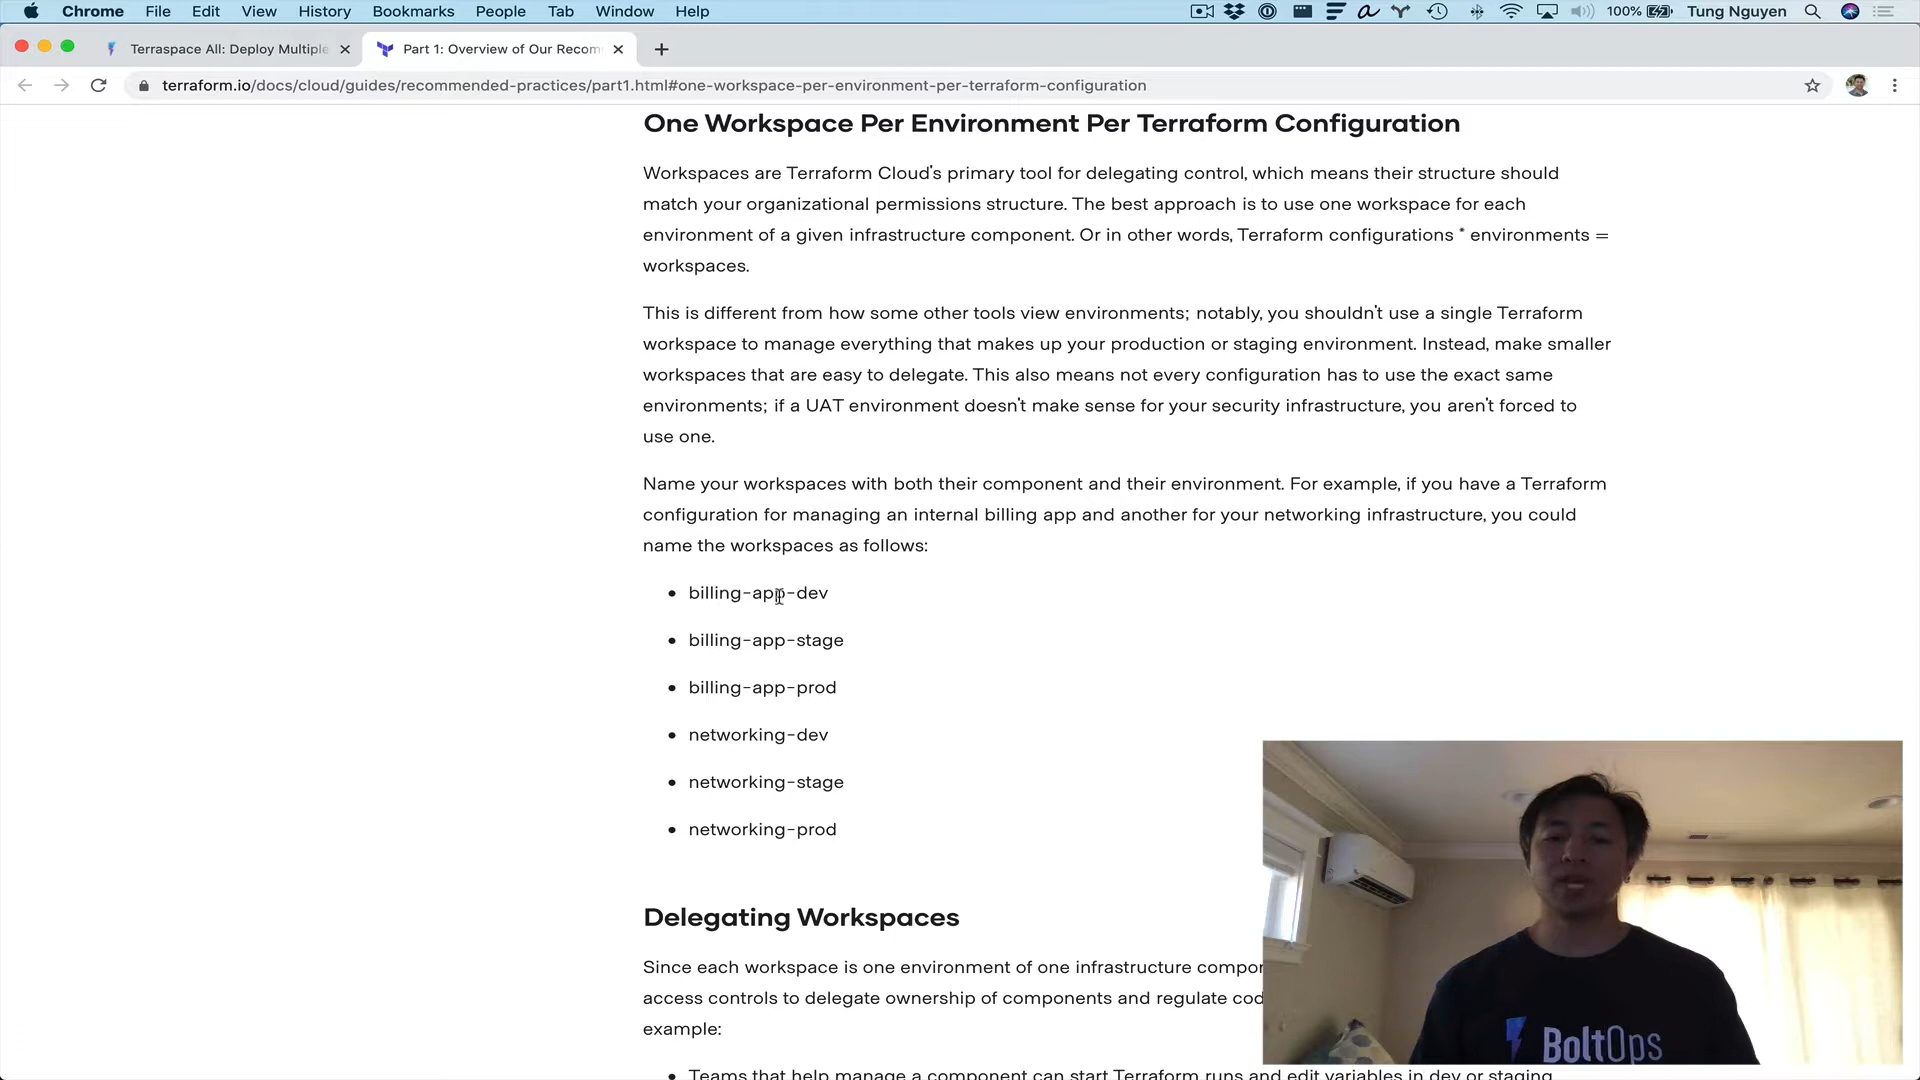 Chrome File Edit View History Bookmarks People Tab Window Help 100% Tung Nguyen
Terraspace All: Deploy Multiple
Part 1: Overview of Our Recom
terraform.io/docs/cloud/guides/recommended-practices/part1.html#one-workspace-per-environment-per-terraform-configuration
One Workspace Per Environment Per Terraform Configuration
Workspaces are Terraform Cloud's primary tool for delegating control, which means their structure should
match your organizational permissions structure. The best approach is to use one workspace for each
environment of a given infrastructure component. Or in other words, Terraform configurations * environments =
workspaces.
This is different from how some other tools view environments; notably, you shouldn't use a single Terraform
workspace to manage everything that makes up your production or staging environment. Instead, make smaller
workspaces that are easy to delegate. This also means not every configuration has to use the exact same
environments; if a UAT environment doesn't make sense for your security infrastructure, you aren't forced to
use one.
Name your workspaces with both their component and their environment. For example, if you have a Terraform
configuration for managing an internal billing app and another for your networking infrastructure, you could
name the workspaces as follows:
• billing-app-dev
• billing-app-stage
• billing-app-prod
• networking-dev
• networking-stage
• networking-prod
Delegating Workspaces
Since each workspace is one environment of one infrastructure compor
access controls to delegate ownership of components and regulate cod
example:
• Teams that help manage a component can start Terraform runs and edit variables in dev or staging
BoltOps